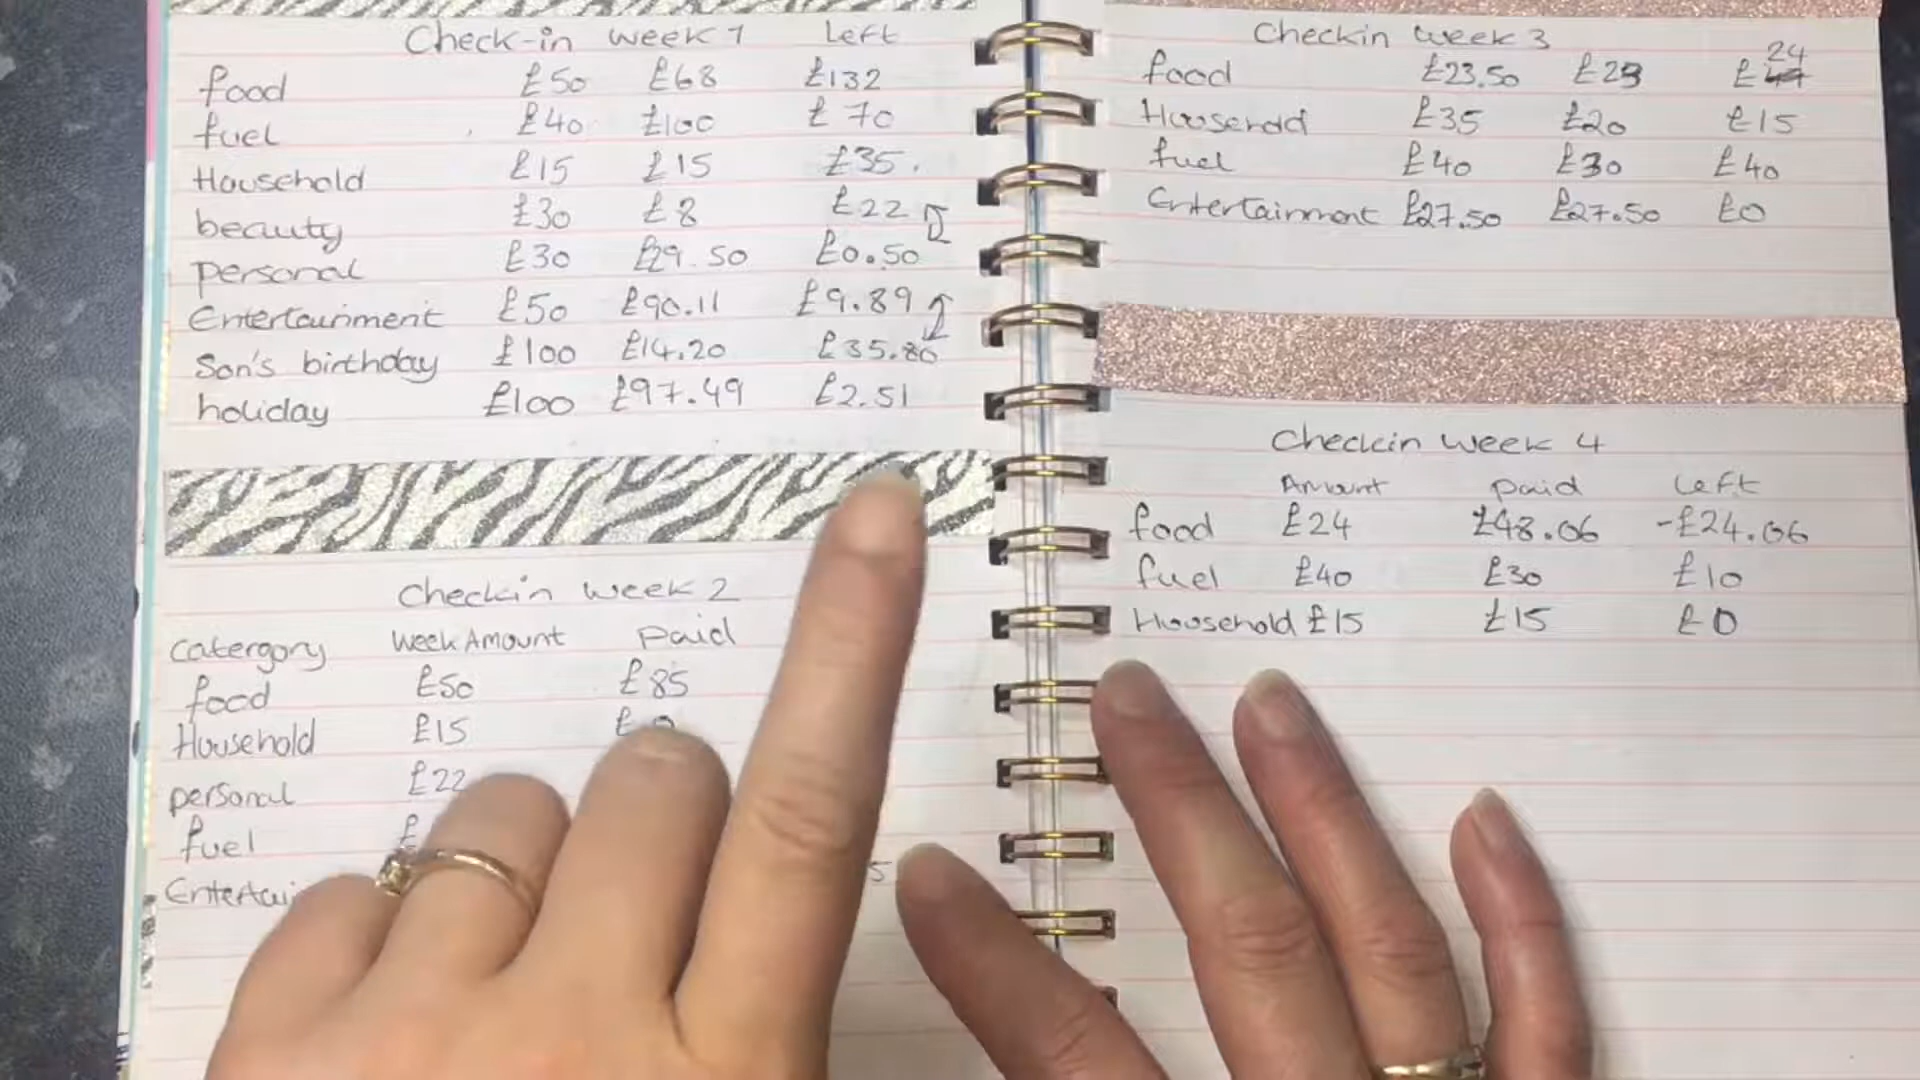 Check-in week 1 Left
food £50 £68 £132
fuel £40 £100 £70
Household £15 £15 £35.
beauty £30 £8 £22
personal £30 £29.50 £0.50
Entertainment £50 £90.11 £9.89
Son's birthday £100 £14.20 £35.80
holiday £100 £97.49 £2.51
Checkin week 2
catergory Week Amount paid
food £50 £85
Household £15 £
personal £22
fuel £
Entertai
5
Checkin week 3
food £23.50 £23 £24
Household £35 £20 £15
fuel £40 £30 £40
Entertainment £27.50 £27.50 £0
Checkin week 4
Amount paid Left
food £24 £48.06 -£24.06
fuel £40 £30 £10
Household £15 £15 £0